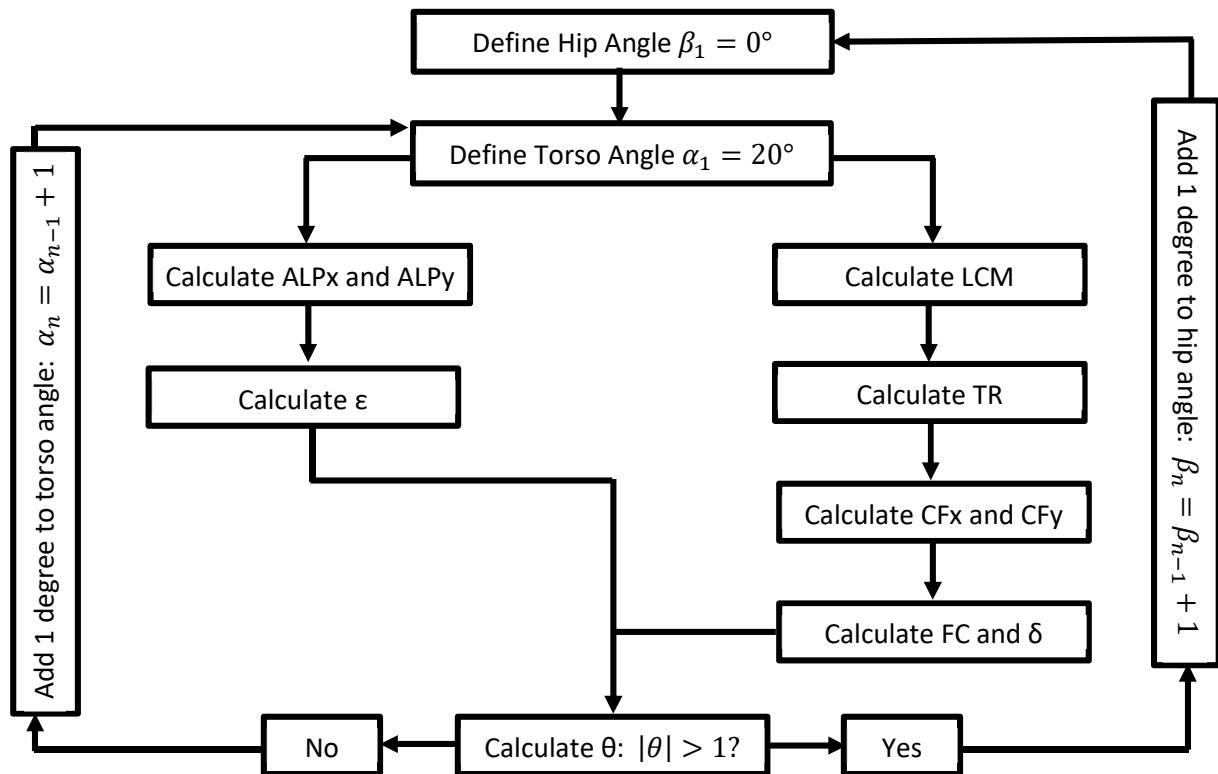 Define Hip Angle β₁ = 0°
Define Torso Angle α₁ = 20°
Calculate ALPx and ALPy
Calculate ε
Calculate LCM
Calculate TR
Calculate CFx and CFy
Calculate FC and δ
Calculate θ: |θ| > 1?
No
Yes
Add 1 degree to torso angle: αₙ = αₙ₋₁ + 1
Add 1 degree to hip angle: βₙ = βₙ₋₁ + 1